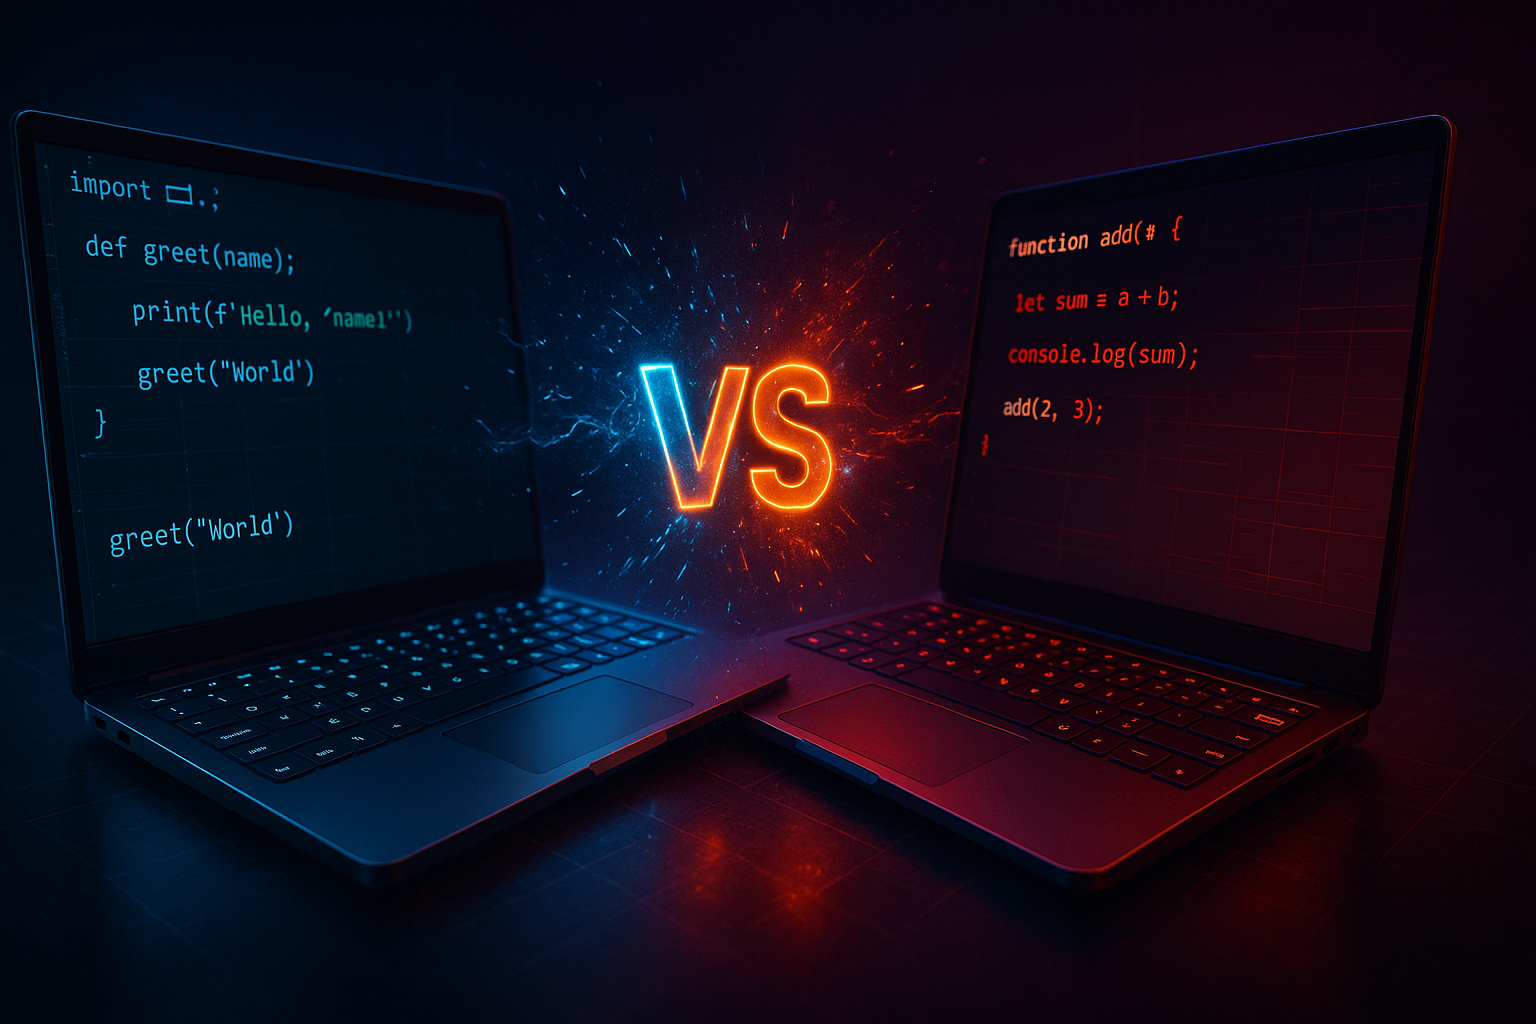 import .;
def greet(name);
print(f'Hello, ‘name1'')
greet("World')
}
greet("World')
VS
function add(# {
let sum ≡ a + b;
console.log(sum);
add(2, 3);
}